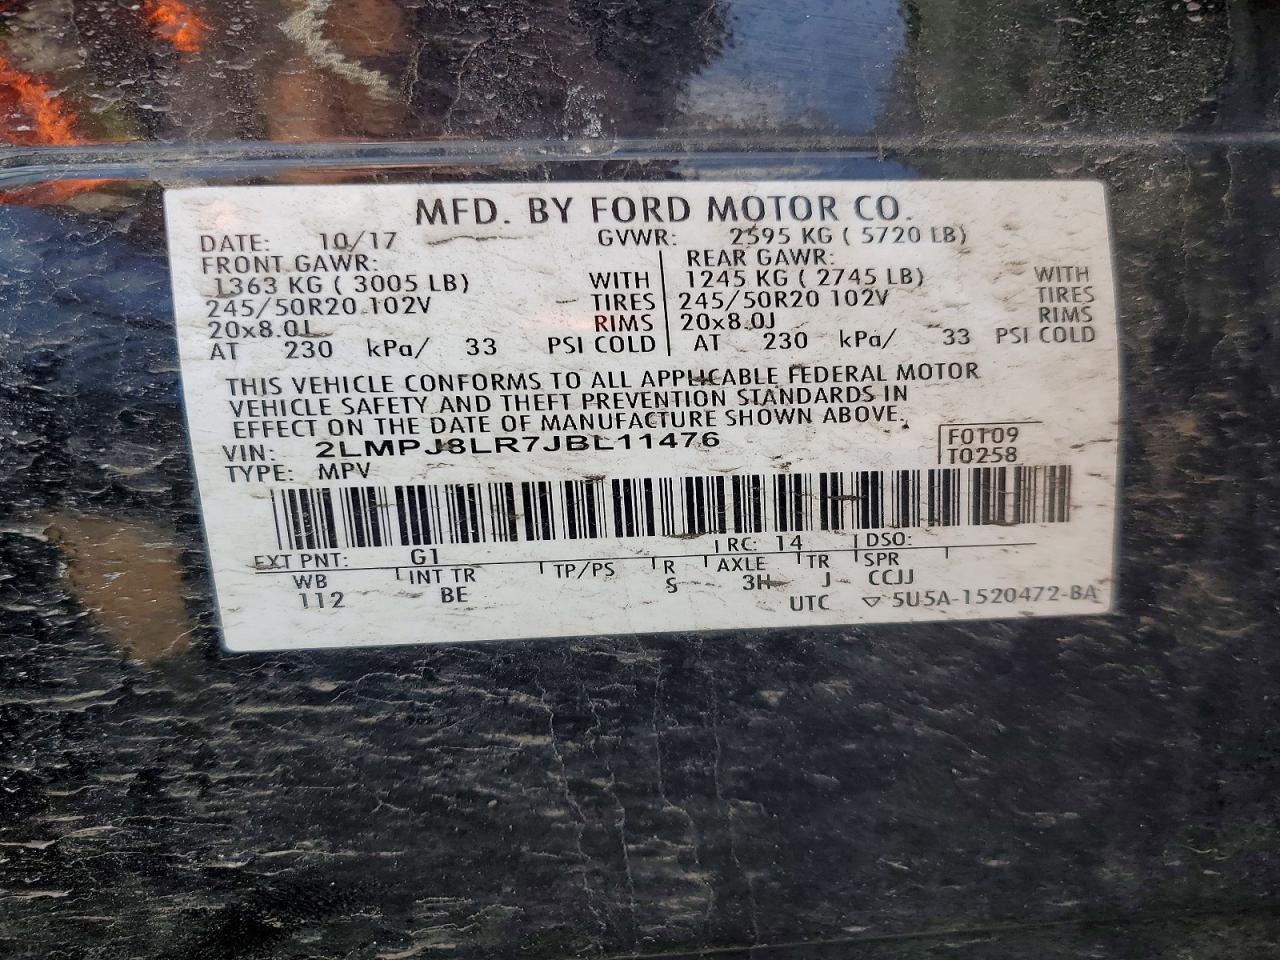 MFD. BY FORD MOTOR CO.
DATE: 10/17 GVWR: 2595 KG ( 5720 LB)
FRONT GAWR: REAR GAWR:
1363 KG ( 3005 LB) WITH 1245 KG ( 2745 LB) WITH
245/50R20 102V TIRES 245/50R20 102V TIRES
20x8.0J RIMS 20x8.0J RIMS
AT 230 kPa/ 33 PSI COLD AT 230 kPa/ 33 PSI COLD
THIS VEHICLE CONFORMS TO ALL APPLICABLE FEDERAL MOTOR
VEHICLE SAFETY AND THEFT PREVENTION STANDARDS IN
EFFECT ON THE DATE OF MANUFACTURE SHOWN ABOVE.
VIN: 2LMPJ8LR7JBL11476 F0T09
TYPE: MPV T0258
EXT PNT: G1 RC: 14 DSO:
WB INT TR TP/PS R AXLE TR SPR
112 BE S 3H J CCJJ
UTC ▽ 5U5A-1520472-BA